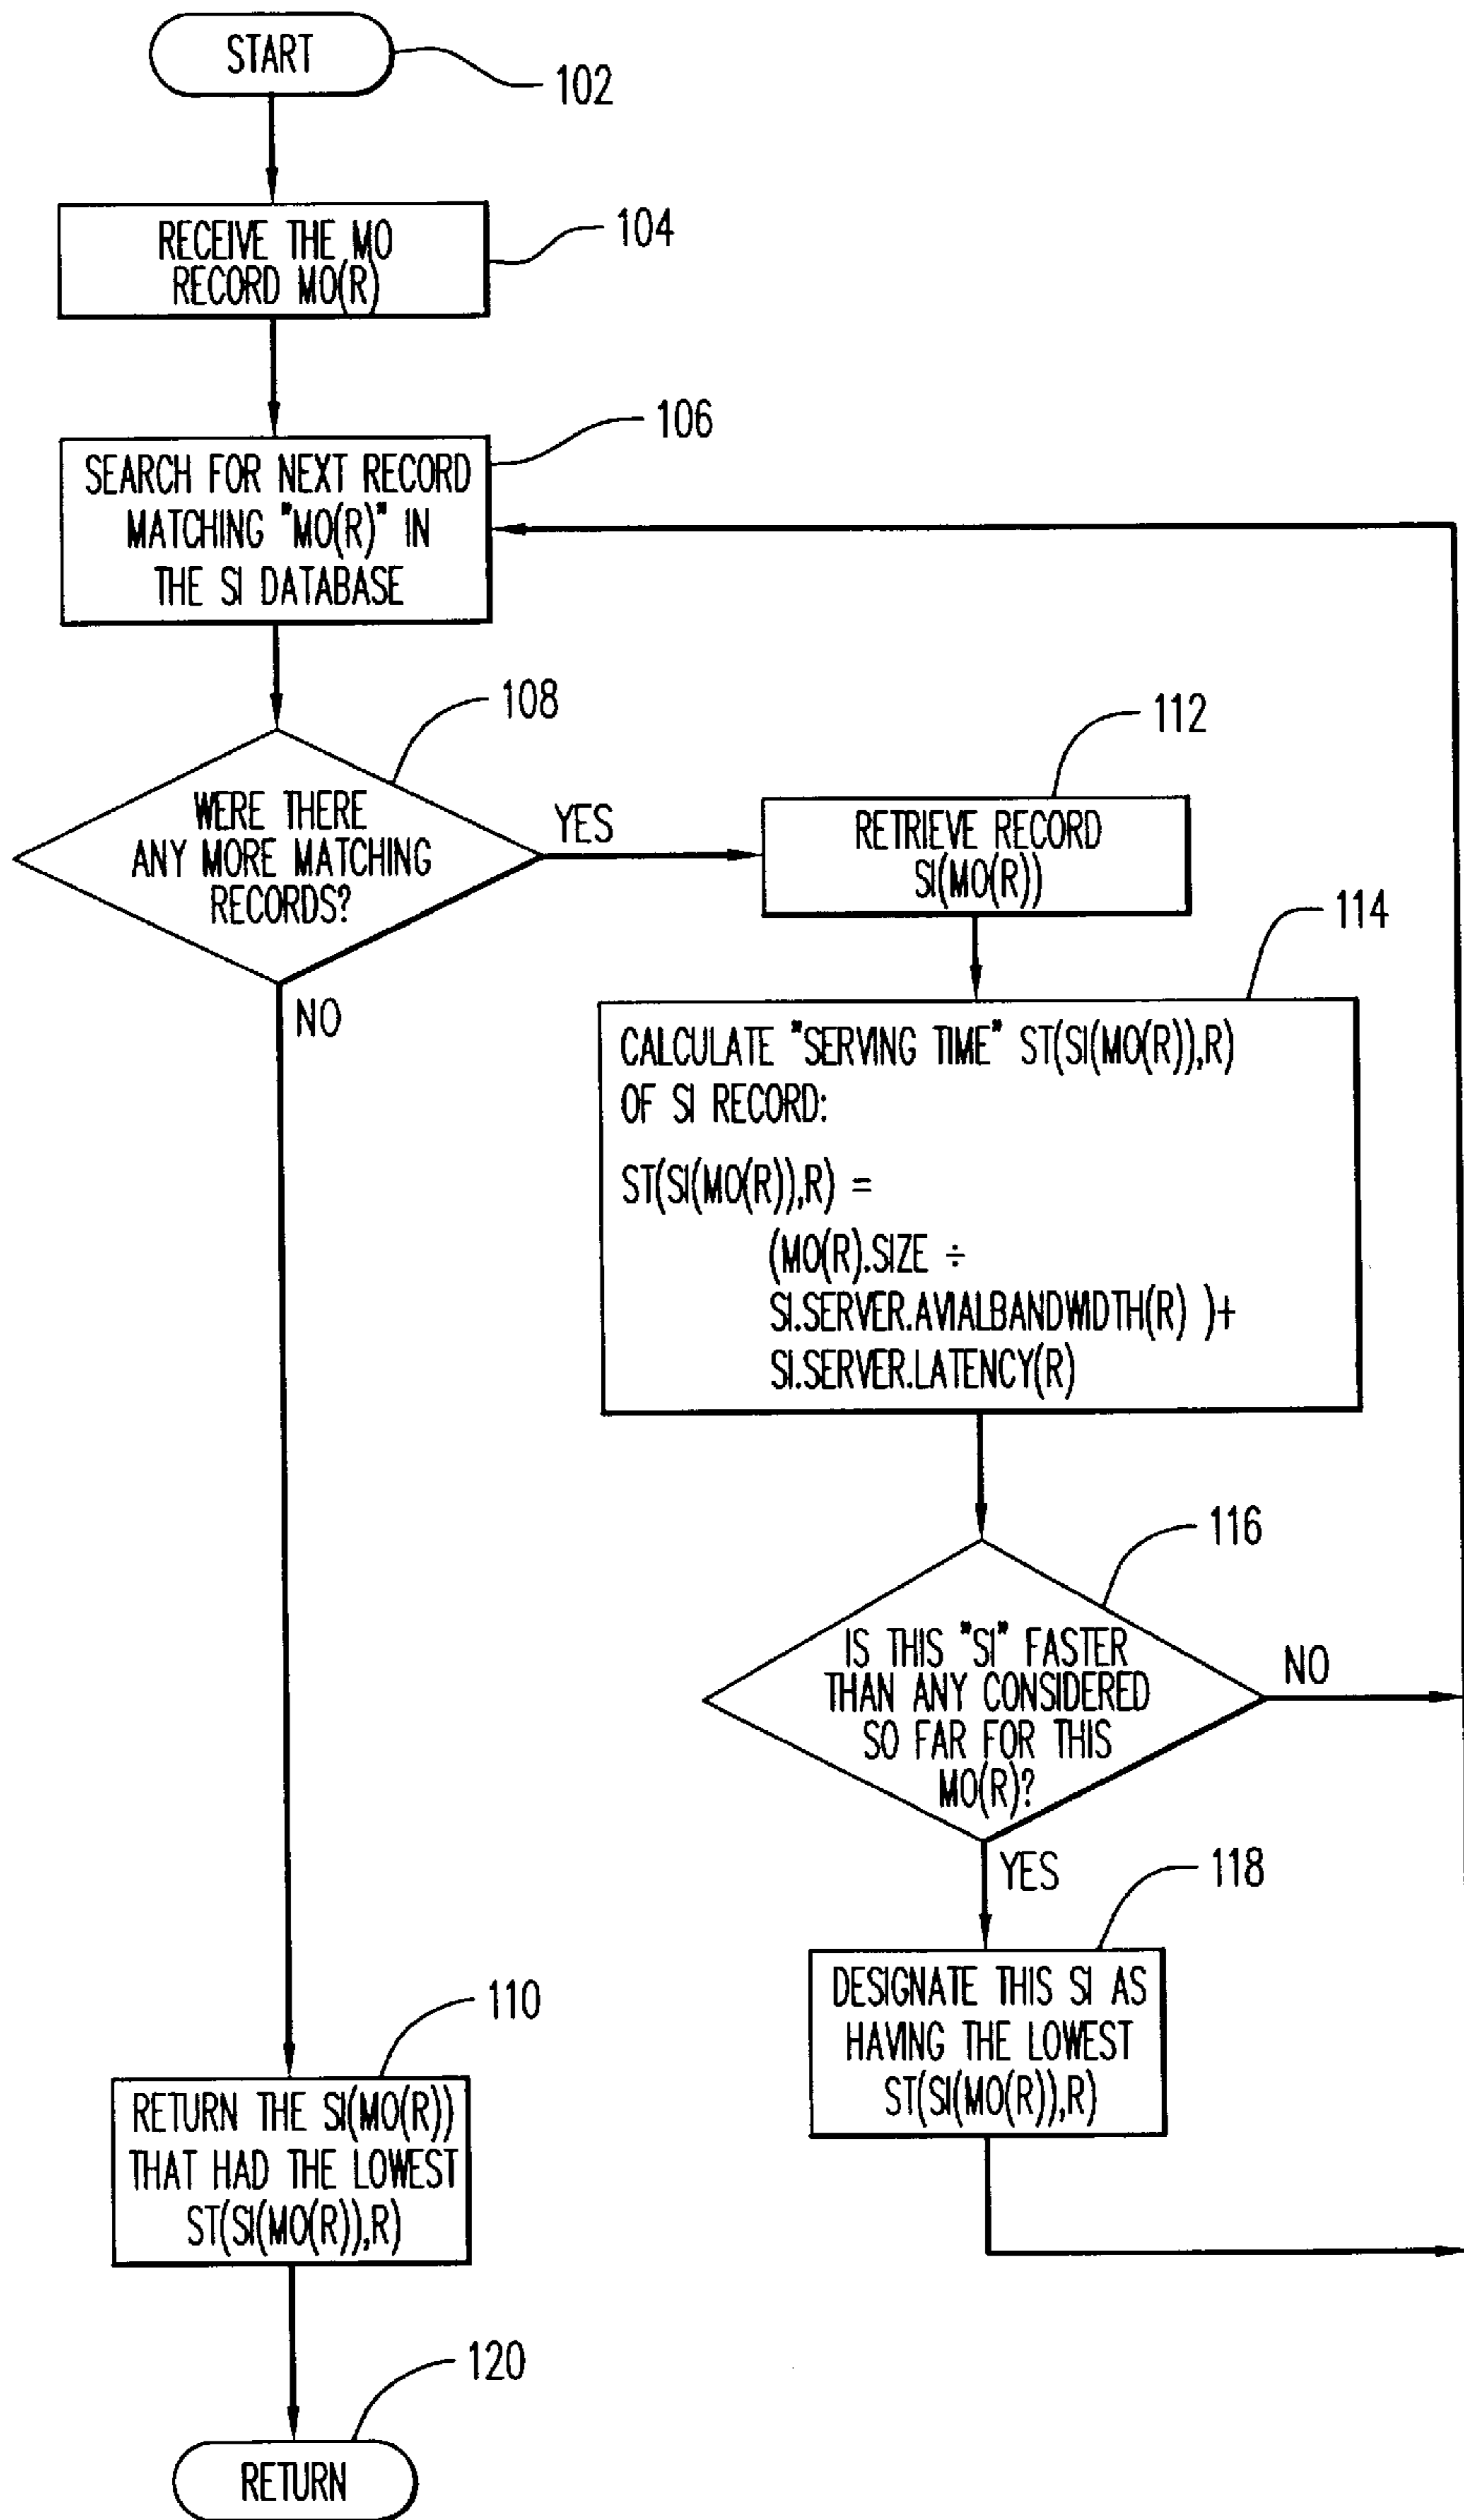 START
102
RECEIVE THE MO
RECORD MO(R)
104
106
SEARCH FOR NEXT RECORD
MATCHING "MO(R)" IN
THE SI DATABASE
108
WERE THERE
ANY MORE MATCHING
RECORDS?
YES
NO
112
RETRIEVE RECORD
SI(MO(R))
114
CALCULATE "SERVING TIME" ST(SI(MO(R)),R)
OF SI RECORD:
ST(SI(MO(R)),R) =
(MO(R).SIZE ÷
SI.SERVER.AVIALBANDWIDTH(R) )+
SI.SERVER.LATENCY(R)
116
IS THIS "SI" FASTER
THAN ANY CONSIDERED
SO FAR FOR THIS
MO(R)?
NO
YES
118
DESIGNATE THIS SI AS
HAVING THE LOWEST
ST(SI(MO(R)),R)
110
RETURN THE SI(MO(R))
THAT HAD THE LOWEST
ST(SI(MO(R)),R)
120
RETURN